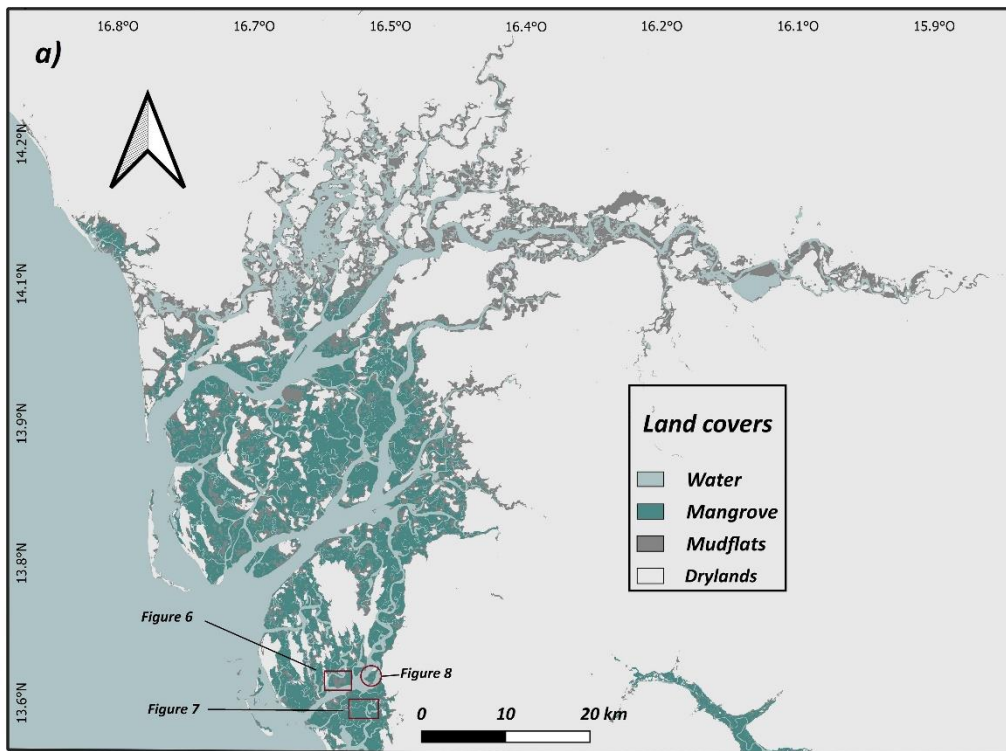 16.8°O 16.7°O 16.5°O 16.4°O 16.2°O 16.1°O 15.9°O
a)
14.2°N
14.1°N
13.9°N
13.8°N
13.6°N
Land covers
Water
Mangrove
Mudflats
Drylands
Figure 6
Figure 8
Figure 7
0 10 20 km